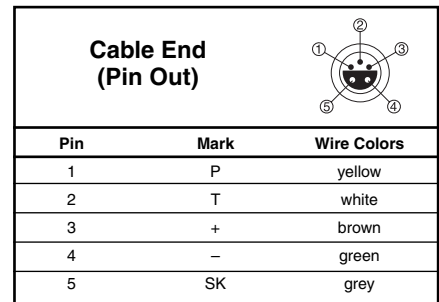 Cable End
(Pin Out)
① ② ③
⑤ ④
Pin Mark Wire Colors
1 P yellow
2 T white
3 + brown
4 – green
5 SK grey